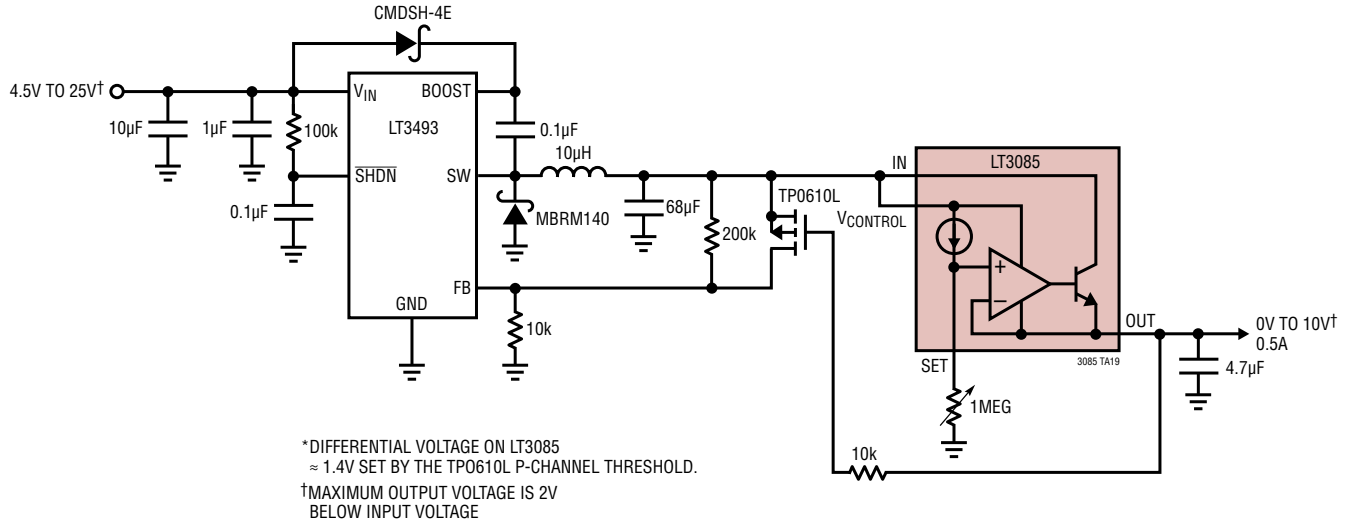 CMDSH-4E
4.5V TO 25V†
10µF
1µF
100k
0.1µF
VIN
BOOST
LT3493
SHDN
SW
FB
GND
0.1µF
10µH
MBRM140
68µF
200k
TP0610L
10k
IN
LT3085
VCONTROL
+
–
OUT
3085 TA19
SET
1MEG
0V TO 10V†
0.5A
4.7µF
10k
*DIFFERENTIAL VOLTAGE ON LT3085
≈ 1.4V SET BY THE TP0610L P-CHANNEL THRESHOLD.
†MAXIMUM OUTPUT VOLTAGE IS 2V
BELOW INPUT VOLTAGE